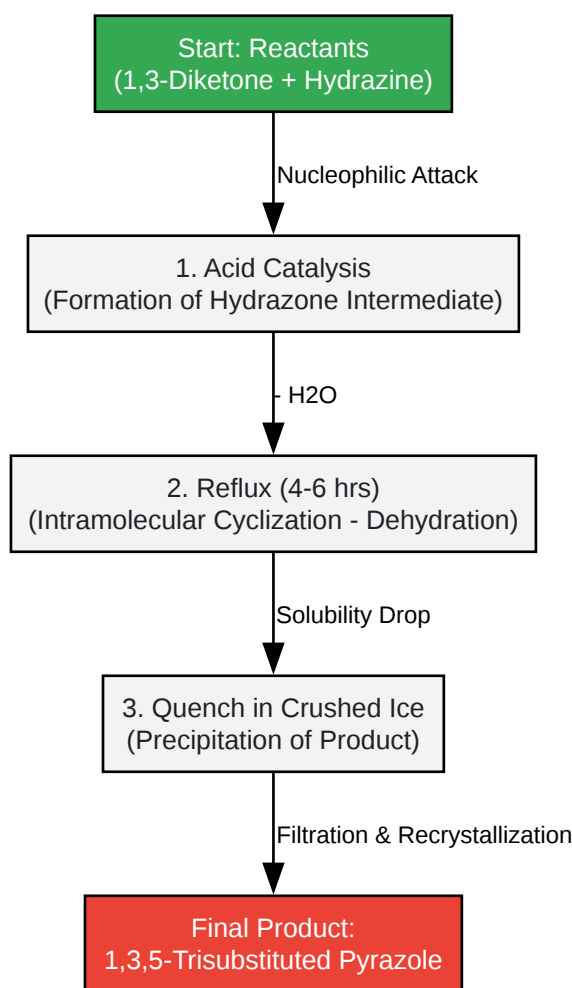 Start: Reactants
(1,3-Diketone + Hydrazine)
Nucleophilic Attack
1. Acid Catalysis
(Formation of Hydrazone Intermediate)
- H2O
2. Reflux (4-6 hrs)
(Intramolecular Cyclization - Dehydration)
Solubility Drop
3. Quench in Crushed Ice
(Precipitation of Product)
Filtration & Recrystallization
Final Product:
1,3,5-Trisubstituted Pyrazole